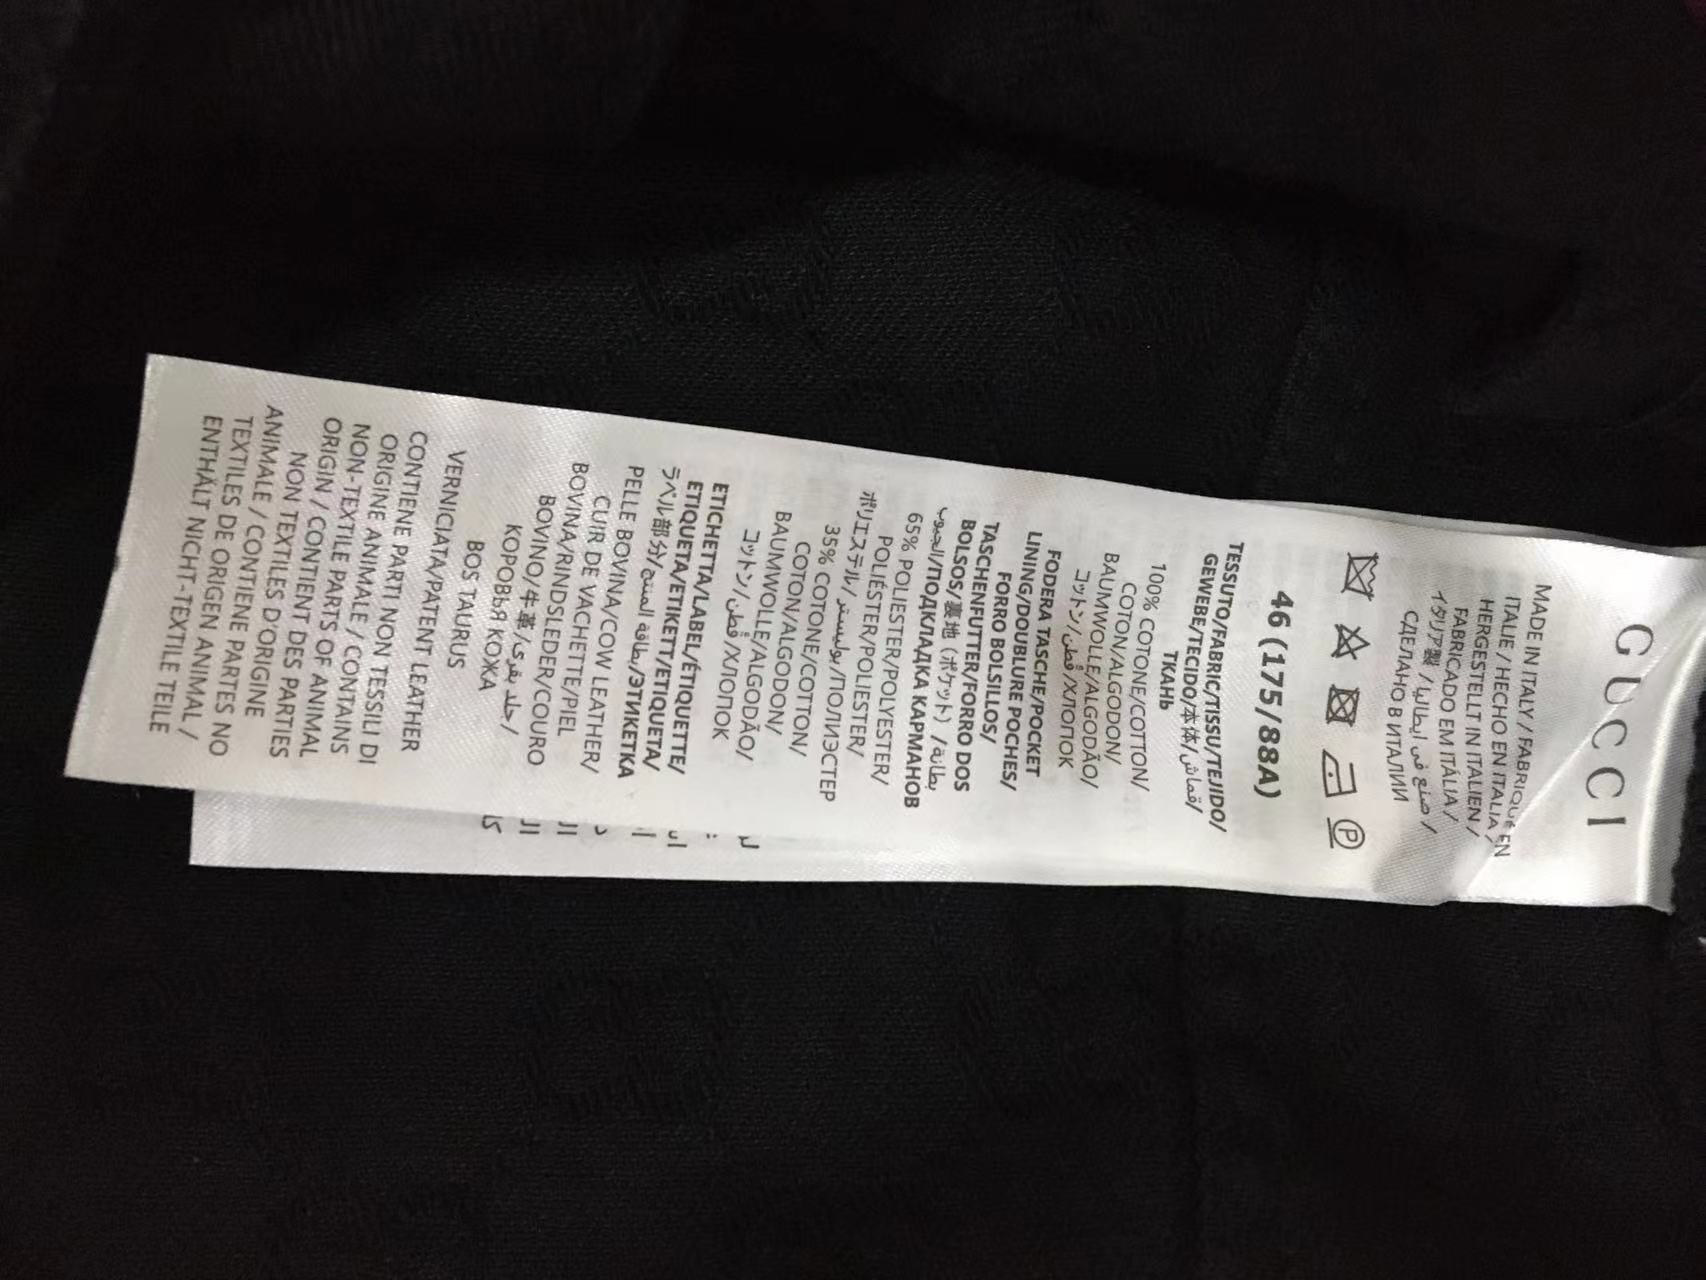 GUCCI
MADE IN ITALY / FABRIQUÉ EN
ITALIE / HECHO EN ITALIA /
HERGESTELLT IN ITALIEN /
FABRICADO EM ITÁLIA /
イタリア製 / صنع في ايطاليا /
СДЕЛАНО В ИТАЛИИ
P
46 (175/88A)
TESSUTO/FABRIC/TISSU/TEJIDO/
GEWEBE/TECIDO/本体/قماش/
ТКАНЬ
100% COTONE/COTTON/
COTON/ALGODON/
BAUMWOLLE/ALGODÃO/
コットン/قُطن/ХЛОПОК
FODERA TASCHE/POCKET
LINING/DOUBLURE POCHES/
FORRO BOLSILLOS/
TASCHENFUTTER/FORRO DOS
BOLSOS/裏地 (ポケット) /بطانة
الجيوب/ПОДКЛАДКА КАРМАНОВ
65% POLIESTER/POLYESTER/
POLIÉSTER/POLIESTER/
ポリエステル/بوليستر/ПОЛИЭСТЕР
35% COTONE/COTTON/
COTON/ALGODON/
BAUMWOLLE/ALGODÃO/
コットン/قُطن/ХЛОПОК
ETICHETTA/LABEL/ÉTIQUETTE/
ETIQUETA/ETIKETT/ETIQUETA/
ラベル部分/بطاقة المنتج/ЭТИКЕТКА
PELLE BOVINA/COW LEATHER/
CUIR DE VACHETTE/PIEL
BOVINA/RINDSLEDER/COURO
BOVINO/牛革/جلد بقري/
КОРОВЬЯ КОЖА
BOS TAURUS
VERNICIATA/PATENT LEATHER
CONTIENE PARTI NON TESSILI DI
ORIGINE ANIMALE / CONTAINS
NON-TEXTILE PARTS OF ANIMAL
ORIGIN / CONTIENT DES PARTIES
NON TEXTILES D'ORIGINE
ANIMALE / CONTIENE PARTES NO
TEXTILES DE ORIGEN ANIMAL /
ENTHÄLT NICHT-TEXTILE TEILE